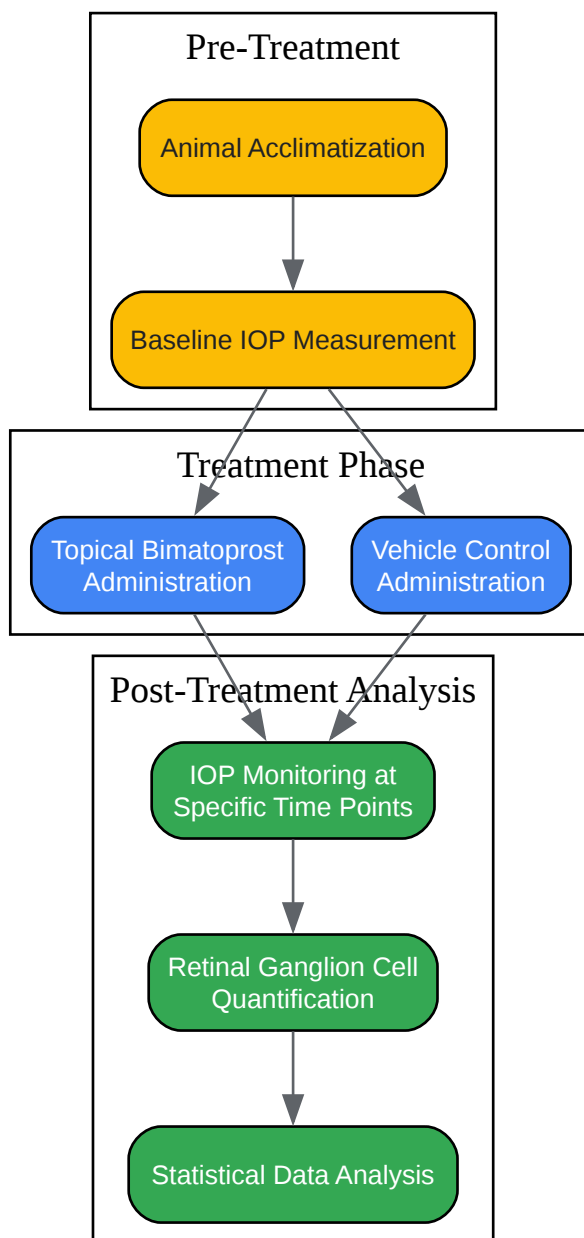 Pre-Treatment
Animal Acclimatization
Baseline IOP Measurement
Treatment Phase
Topical Bimatoprost
Administration
Vehicle Control
Administration
Post-Treatment Analysis
IOP Monitoring at
Specific Time Points
Retinal Ganglion Cell
Quantification
Statistical Data Analysis